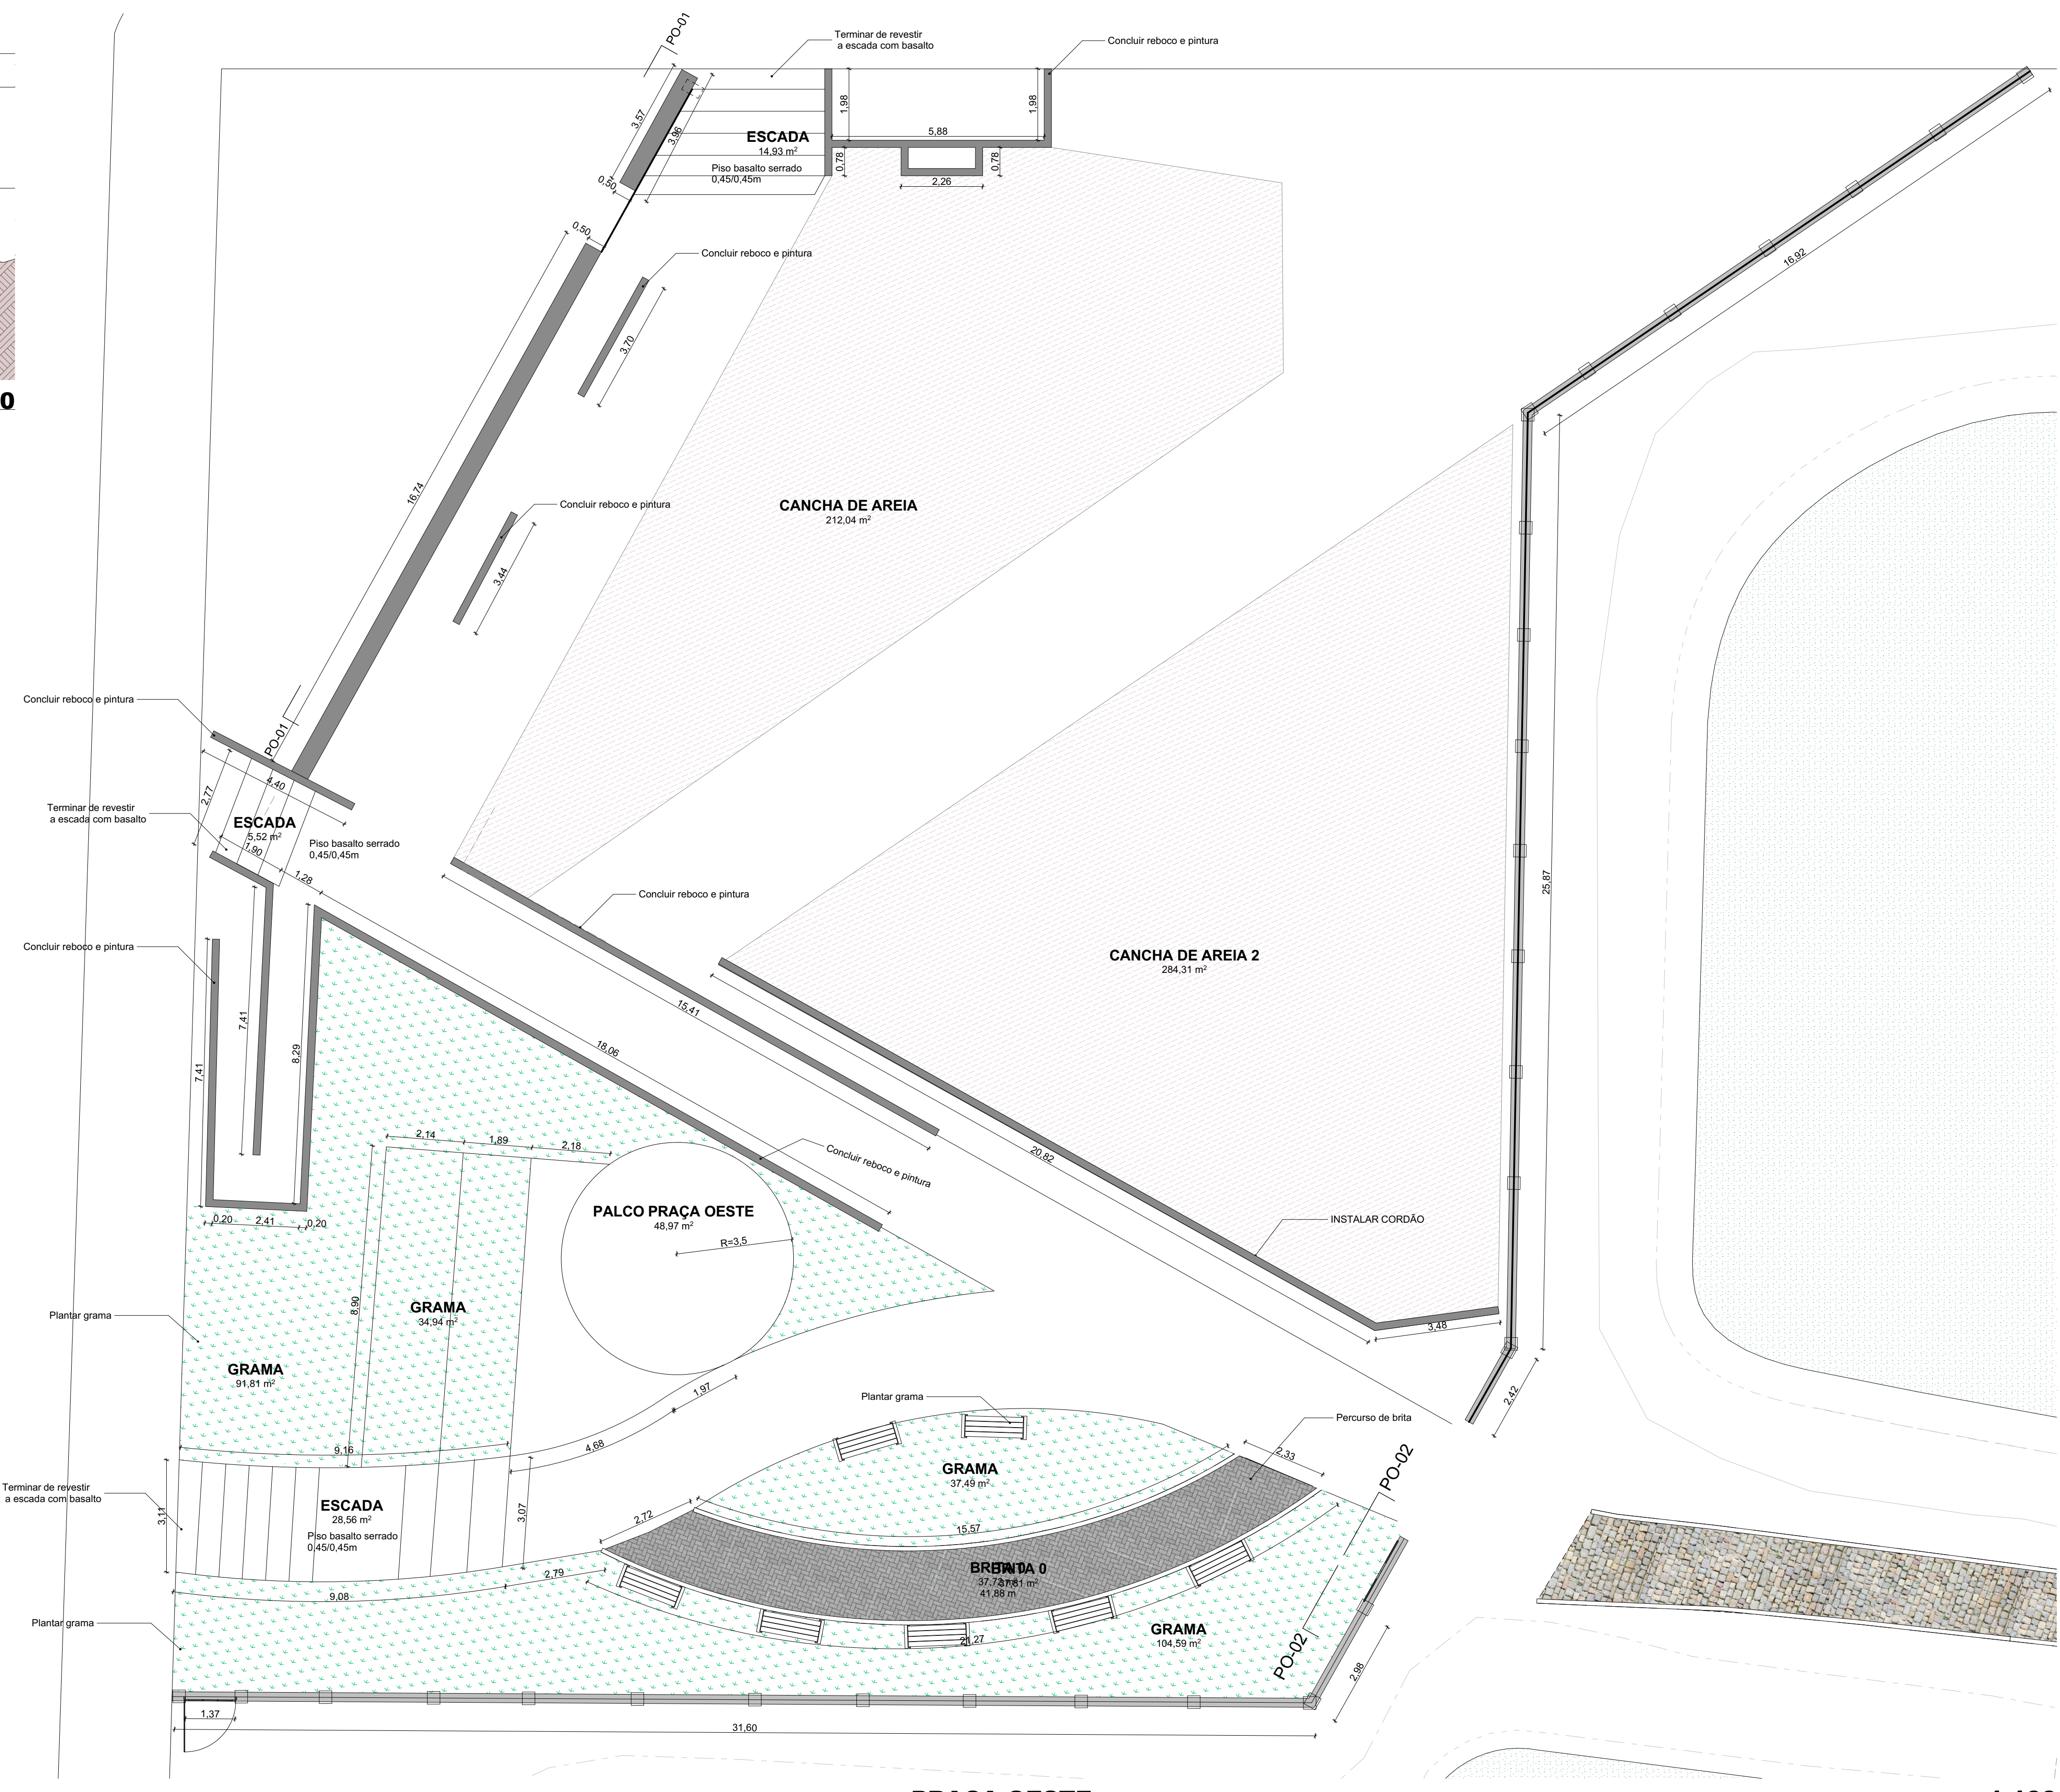 PO-01
Terminar de revestir
a escada com basalto
Concluir reboco e pintura
3,57
3,96
1,98
1,98
5,88
ESCADA
14,93 m²
Piso basalto serrado
0,45/0,45m
0,78
0,78
2,26
0,50
0,50
Concluir reboco e pintura
16,92
3,70
0
16,74
CANCHA DE AREIA
212,04 m²
Concluir reboco e pintura
3,44
Concluir reboco e pintura
PO-01
4,40
2,77
Terminar de revestir
a escada com basalto
ESCADA
5,52 m²
1,90
Piso basalto serrado
0,45/0,45m
1,28
Concluir reboco e pintura
25,87
Concluir reboco e pintura
CANCHA DE AREIA 2
284,31 m²
15,41
7,41
7,41
8,29
18,06
2,14
1,89
2,18
Concluir reboco e pintura
20,82
PALCO PRAÇA OESTE
48,97 m²
R=3,5
0,20
2,41
0,20
INSTALAR CORDÃO
Plantar grama
8,90
GRAMA
34,94 m²
3,48
GRAMA
91,81 m²
1,97
Plantar grama
2,42
Percurso de brita
9,16
4,68
2,33
PO-02
GRAMA
37,49 m²
Terminar de revestir
a escada com basalto
3,11
ESCADA
28,56 m²
Piso basalto serrado
0,45/0,45m
3,07
2,72
15,57
BRITA 0
37,72 m²
41,88 m
2,79
9,08
Plantar grama
21,27
GRAMA
104,59 m²
PO-02
2,98
1,37
31,60